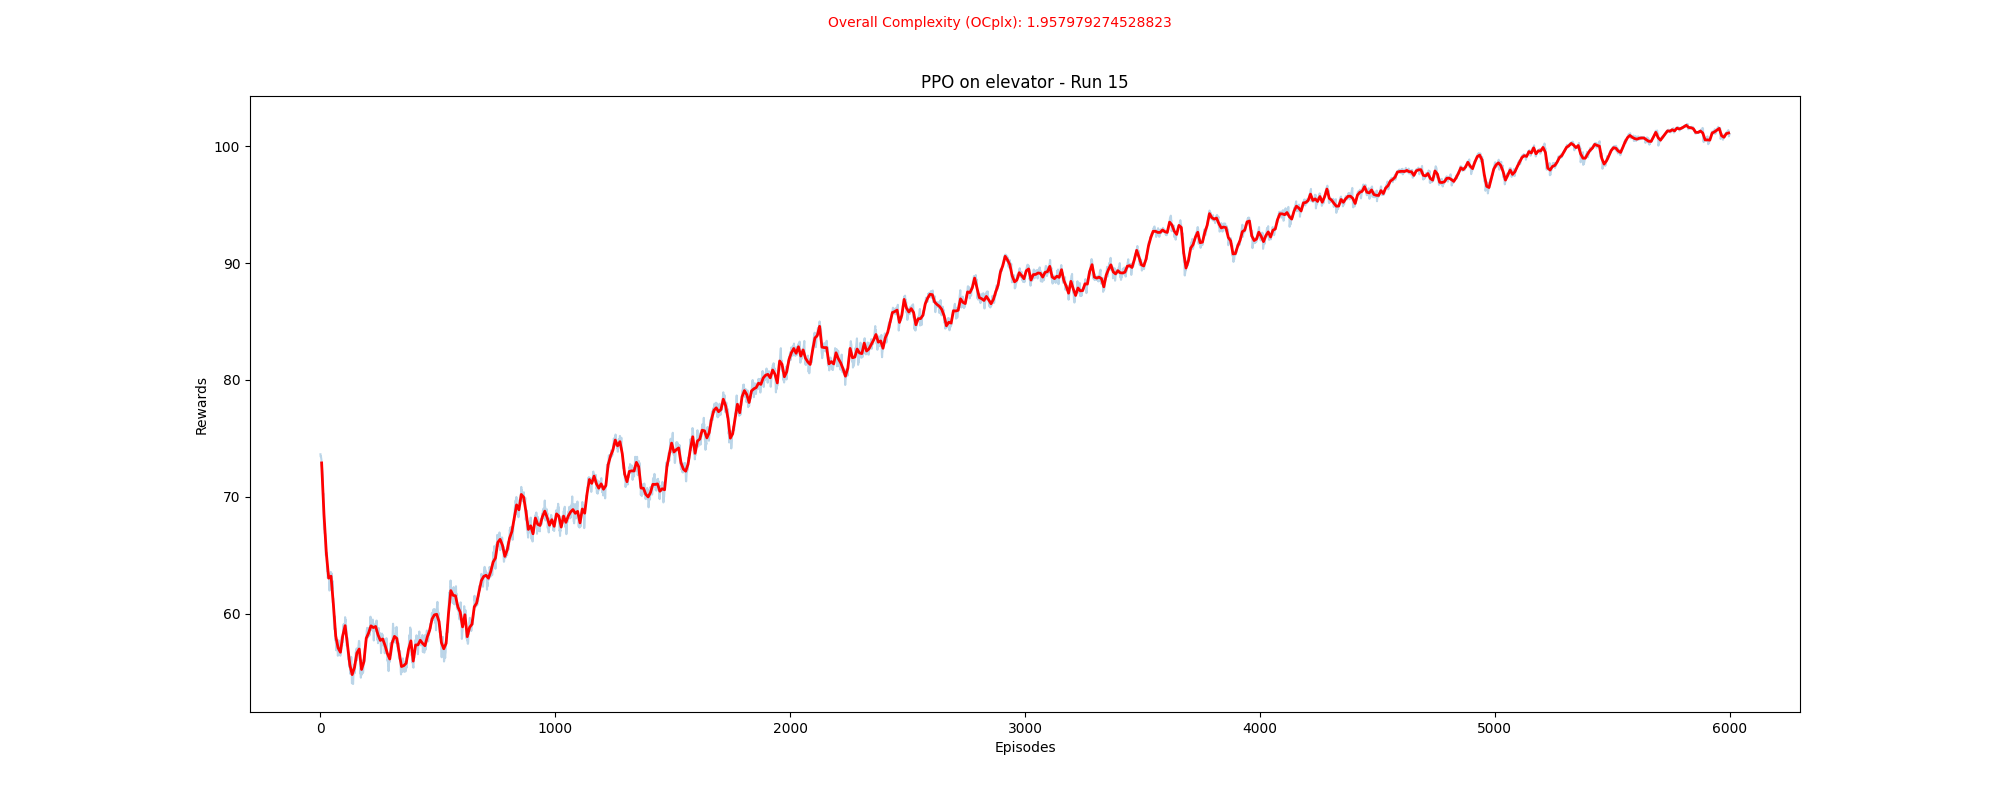 Overall Complexity (OCplx): 1.957979274528823
PPO on elevator - Run 15
100
90
80
70
60
Rewards
0 1000 2000 3000 4000 5000 6000
Episodes